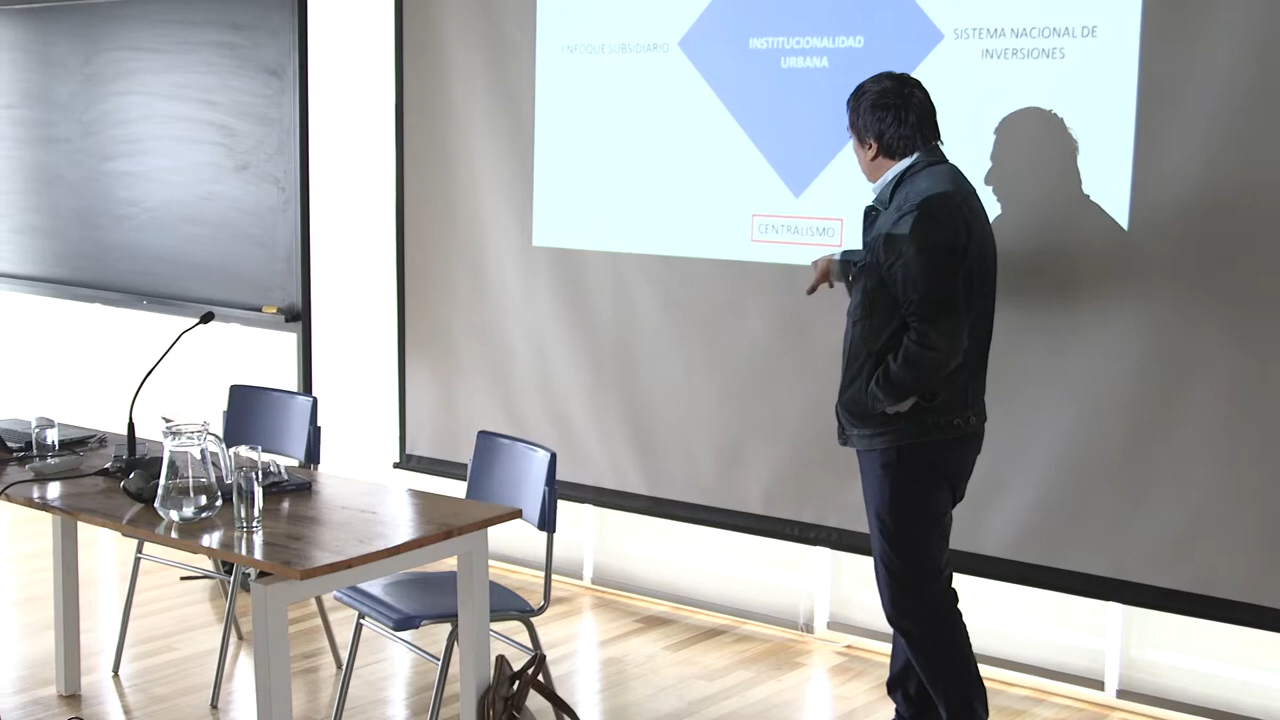 ENFOQUE SUBSIDIARIO
INSTITUCIONALIDAD
URBANA
SISTEMA NACIONAL DE
INVERSIONES
CENTRALISMO